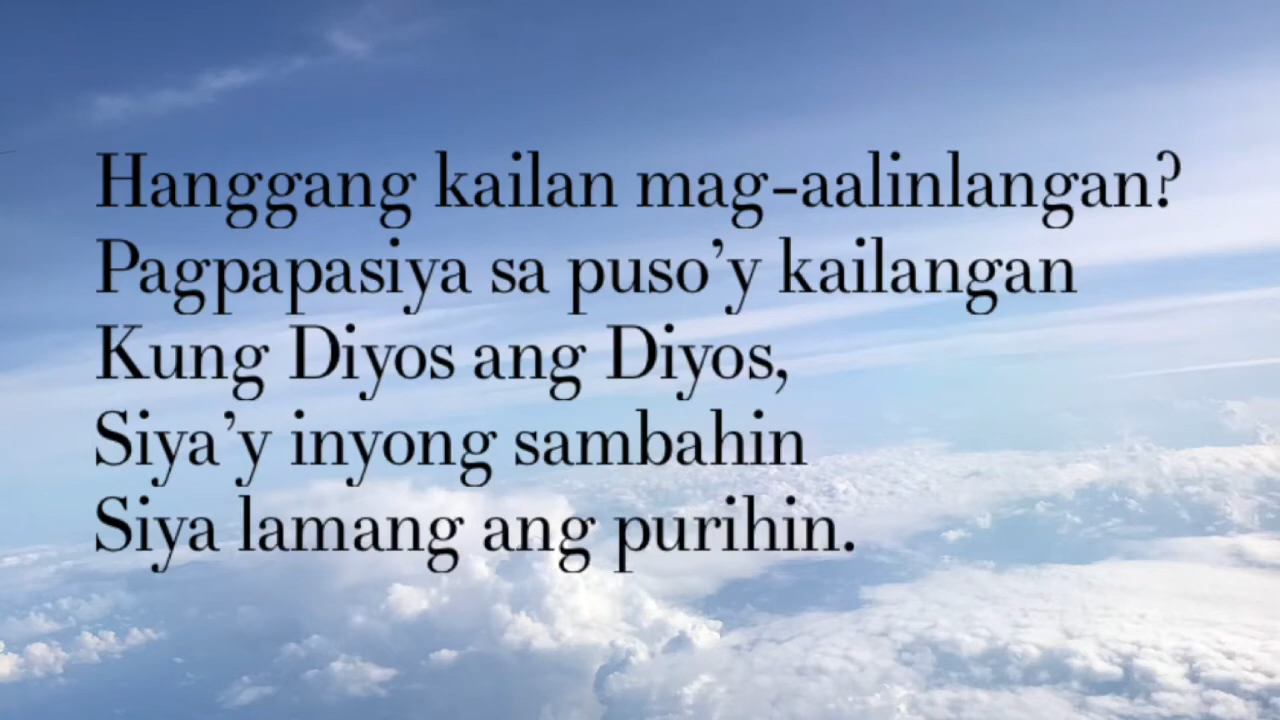 Hanggang kailan mag-aalinlangan?
Pagpapasiya sa puso’y kailangan
Kung Diyos ang Diyos,
Siya’y inyong sambahin
Siya lamang ang purihin.